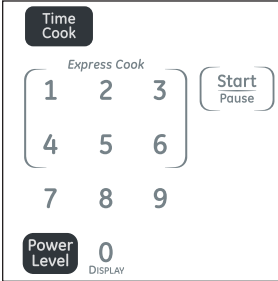 Time
Cook
Express Cook
1 2 3
Start
Pause
4 5 6
7 8 9
Power
Level
0
DISPLAY